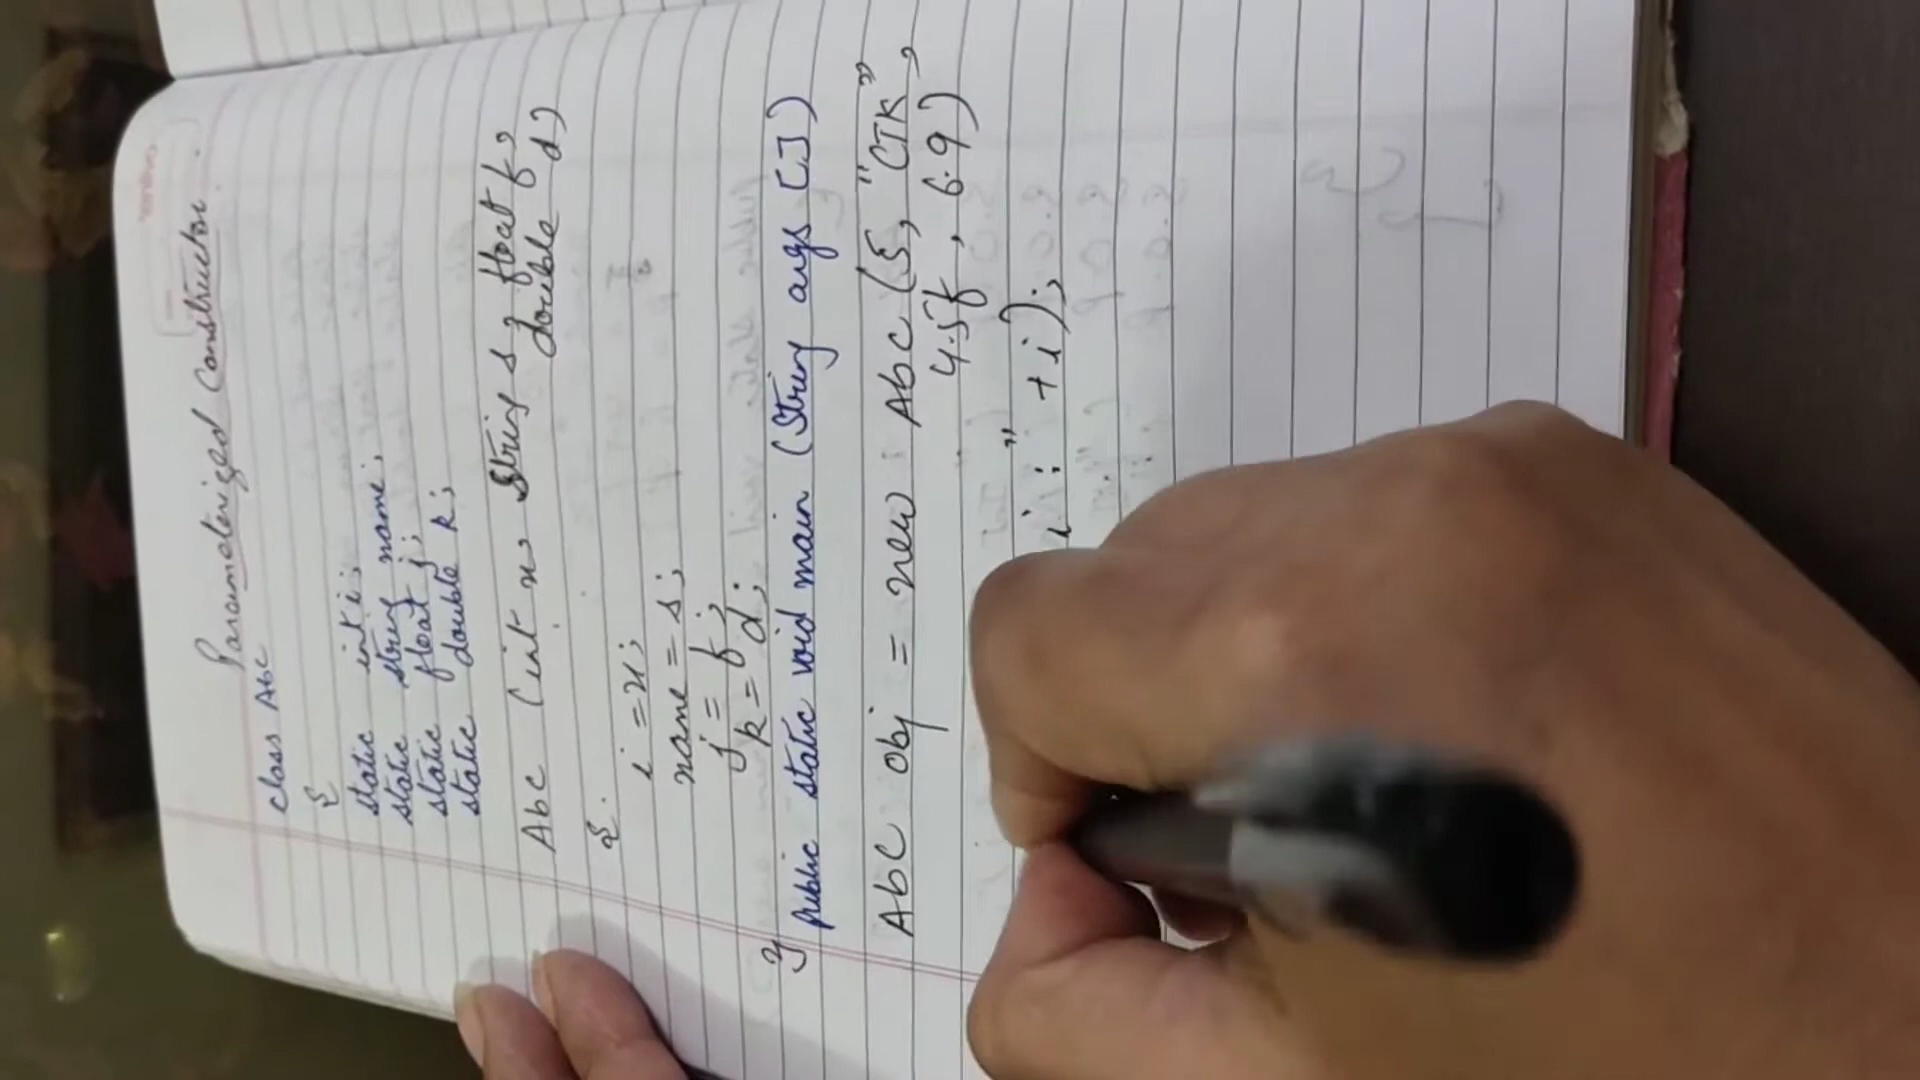 Parameterized Constructor.
class Abc
{
static int i;
static string name;
static float j;
static double k;
Abc (int x, String s, float f,
double d)
{
i = x;
name = s;
j = f;
k = d;
}
public static void main (String args [])
Abc obj = new Abc (5, "CTK",
4.5f, 6.9)
i :" + i);